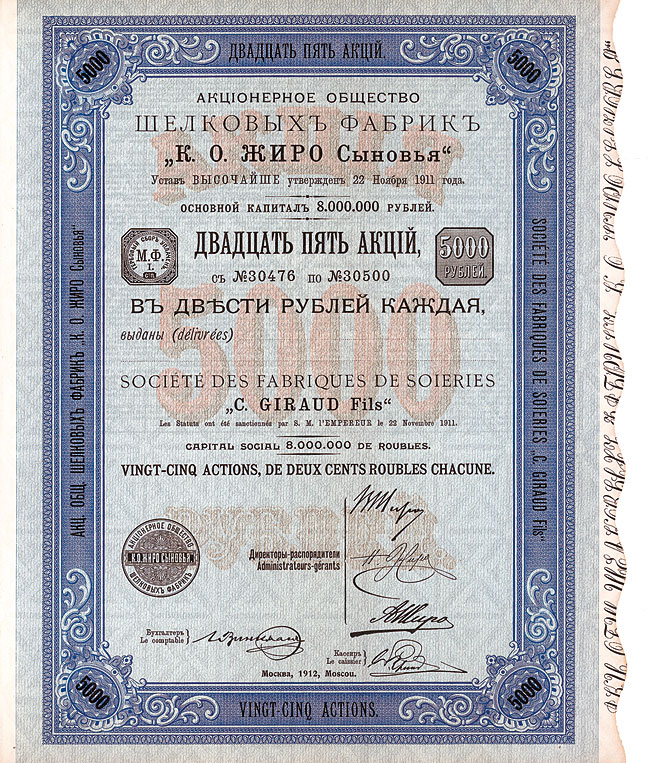 ДВАДЦАТЬ ПЯТЬ АКЦІЙ.
5000
5000
АКЦІОНЕРНОЕ ОБЩЕСТВО
ШЕЛКОВЫХЪ ФАБРИКЪ
„К. О. ЖИРО Сыновья“
Уставъ ВЫСОЧАЙШЕ утвержденъ 22 Ноября 1911 года.
ОСНОВНОЙ КАПИТАЛЪ 8.000.000 РУБЛЕЙ.
М.Ф.
ДВАДЦАТЬ ПЯТЬ АКЦІЙ,
5000 РУБЛЕЙ.
съ №30476 по №30500
5000
ВЪ ДВѢСТИ РУБЛЕЙ КАЖДАЯ,
выданы (délivrées)
SOCIÉTÉ DES FABRIQUES DE SOIERIES
„C. GIRAUD Fils“
Les Statuts ont été sanctionnés par S. M. l'EMPEREUR le 22 Novembre 1911.
CAPITAL SOCIAL 8.000.000 DE ROUBLES.
VINGT-CINQ ACTIONS, DE DEUX CENTS ROUBLES CHACUNE.
РУБЛЕЙ
АКЦІОНЕРНОЕ ОБЩЕСТВО
К.О. ЖИРО СЫНОВЬЯ
ШЕЛКОВЫХЪ ФАБРИКЪ
Директоры-распорядители
Administrateurs-gérants
Бухгалтеръ
Le comptable
Кассиръ
Le caissier
Москва, 1912, Moscou.
5000
5000
VINGT-CINQ ACTIONS.
АКЦ. ОБЩ. ШЕЛКОВЫХЪ ФАБРИКЪ „К. О. ЖИРО Сыновья“
SOCIÉTÉ DES FABRIQUES DE SOIERIES „C. GIRAUD Fils“